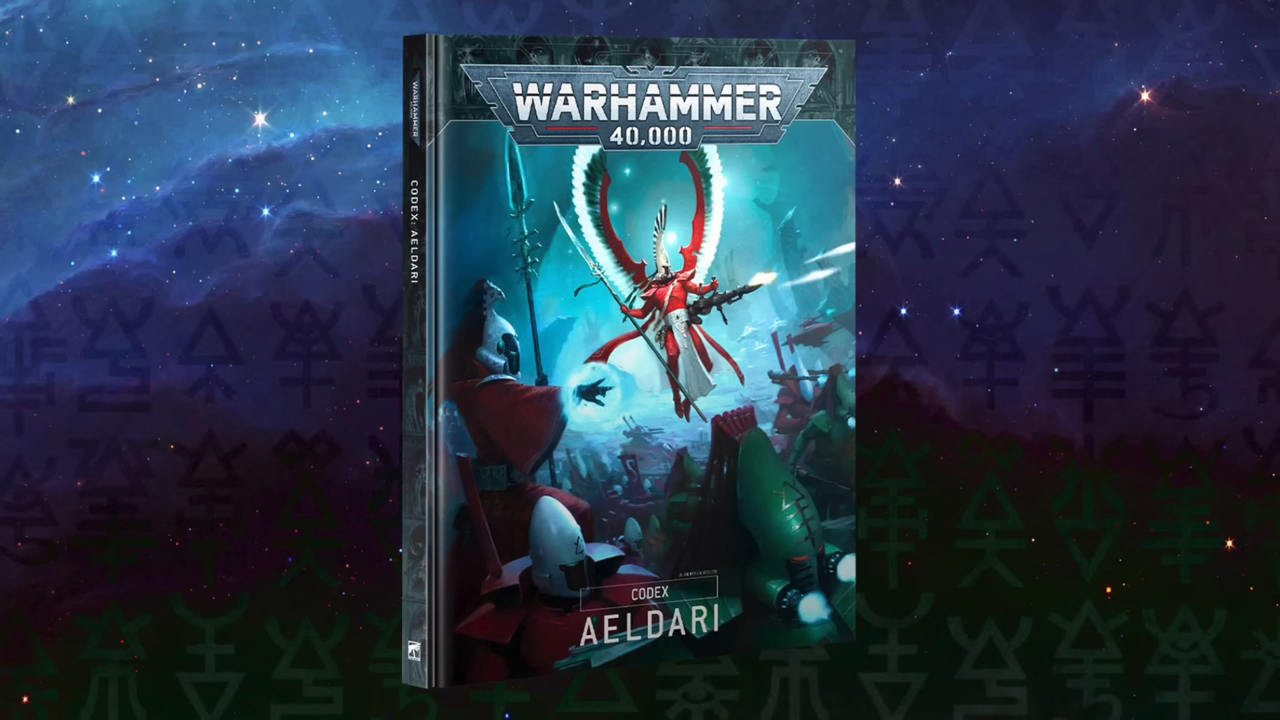 WARHAMMER
40,000
WARHAMMER
CODEX: AELDARI
CODEX
AELDARI